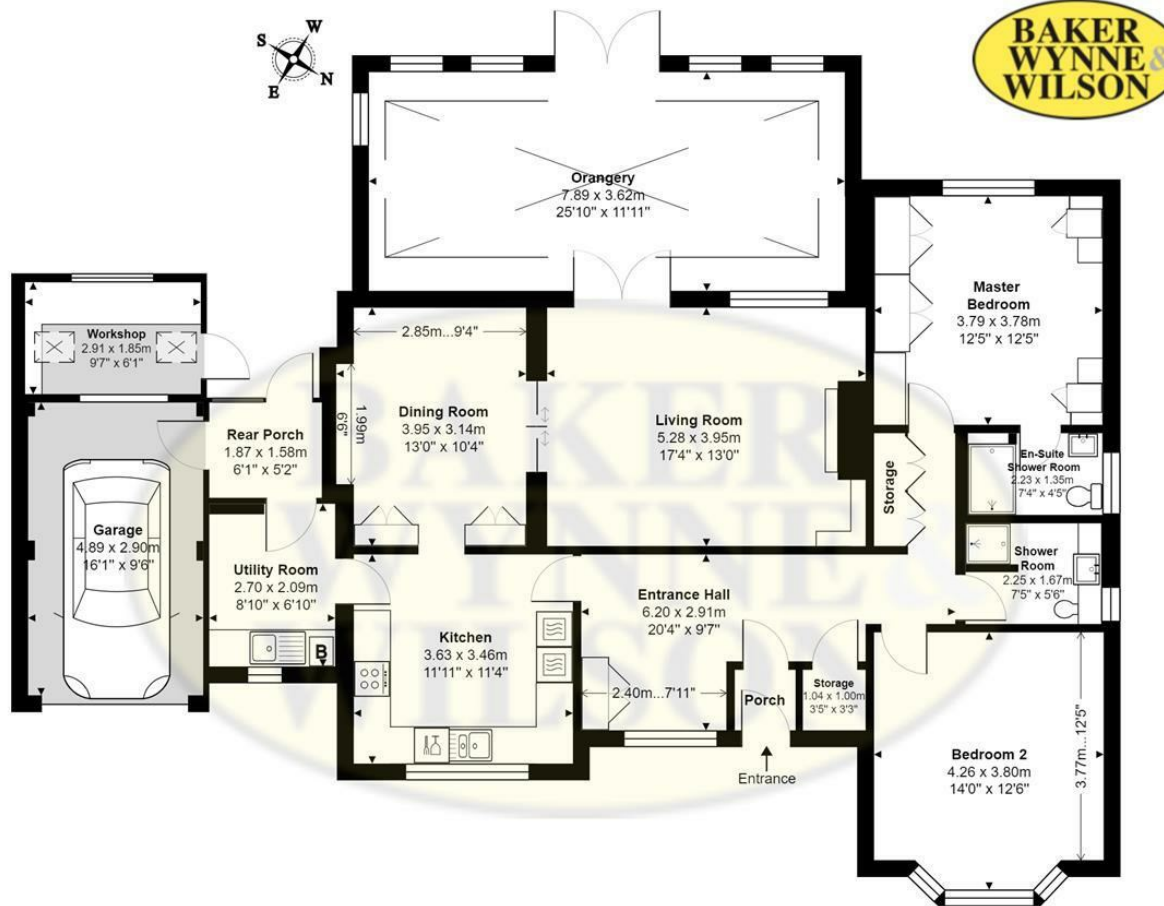 S
W
N
E
BAKER
WYNNE &
WILSON
Orangery
7.89 x 3.62m
25'10" x 11'11"
Master
Bedroom
3.79 x 3.78m
12'5" x 12'5"
Workshop
2.91 x 1.85m
9'7" x 6'1"
2.85m...9'4"
1.99m
6'6"
Dining Room
3.95 x 3.14m
13'0" x 10'4"
Living Room
5.28 x 3.95m
17'4" x 13'0"
Rear Porch
1.87 x 1.58m
6'1" x 5'2"
Storage
En-Suite
Shower Room
2.23 x 1.35m
7'4" x 4'5"
Garage
4.89 x 2.90m
16'1" x 9'6"
Utility Room
2.70 x 2.09m
8'10" x 6'10"
B
Shower
Room
2.25 x 1.67m
7'5" x 5'6"
Entrance Hall
6.20 x 2.91m
20'4" x 9'7"
Kitchen
3.63 x 3.46m
11'11" x 11'4"
2.40m...7'11"
Porch
Storage
1.04 x 1.00m
3'5" x 3'3"
Entrance
Bedroom 2
4.26 x 3.80m
14'0" x 12'6"
3.77m...12'5"
BAKER
WYNNE &
WILSON